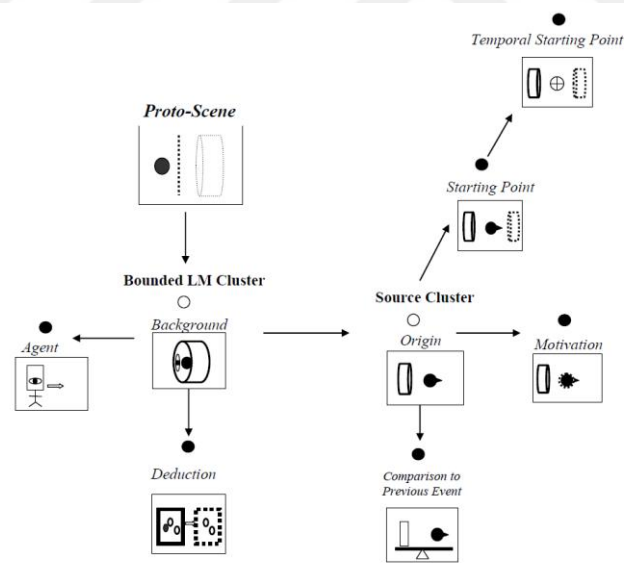 Temporal Starting Point
Proto-Scene
Starting Point
Bounded LM Cluster
Source Cluster
Background
Agent
Origin
Motivation
Deduction
Comparison to
Previous Event